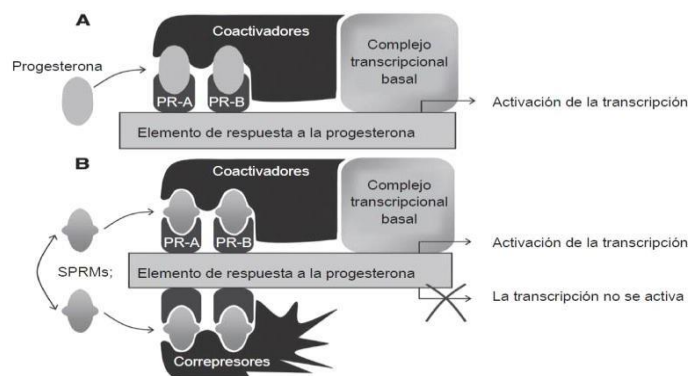 A
Coactivadores
Complejo
transcripcional
basal
Progesterona
PR-A
PR-B
Activación de la transcripción
Elemento de respuesta a la progesterona
B
Coactivadores
Complejo
transcripcional
basal
PR-A
PR-B
Activación de la transcripción
SPRMs;
Elemento de respuesta a la progesterona
La transcripción no se activa
Correpresores